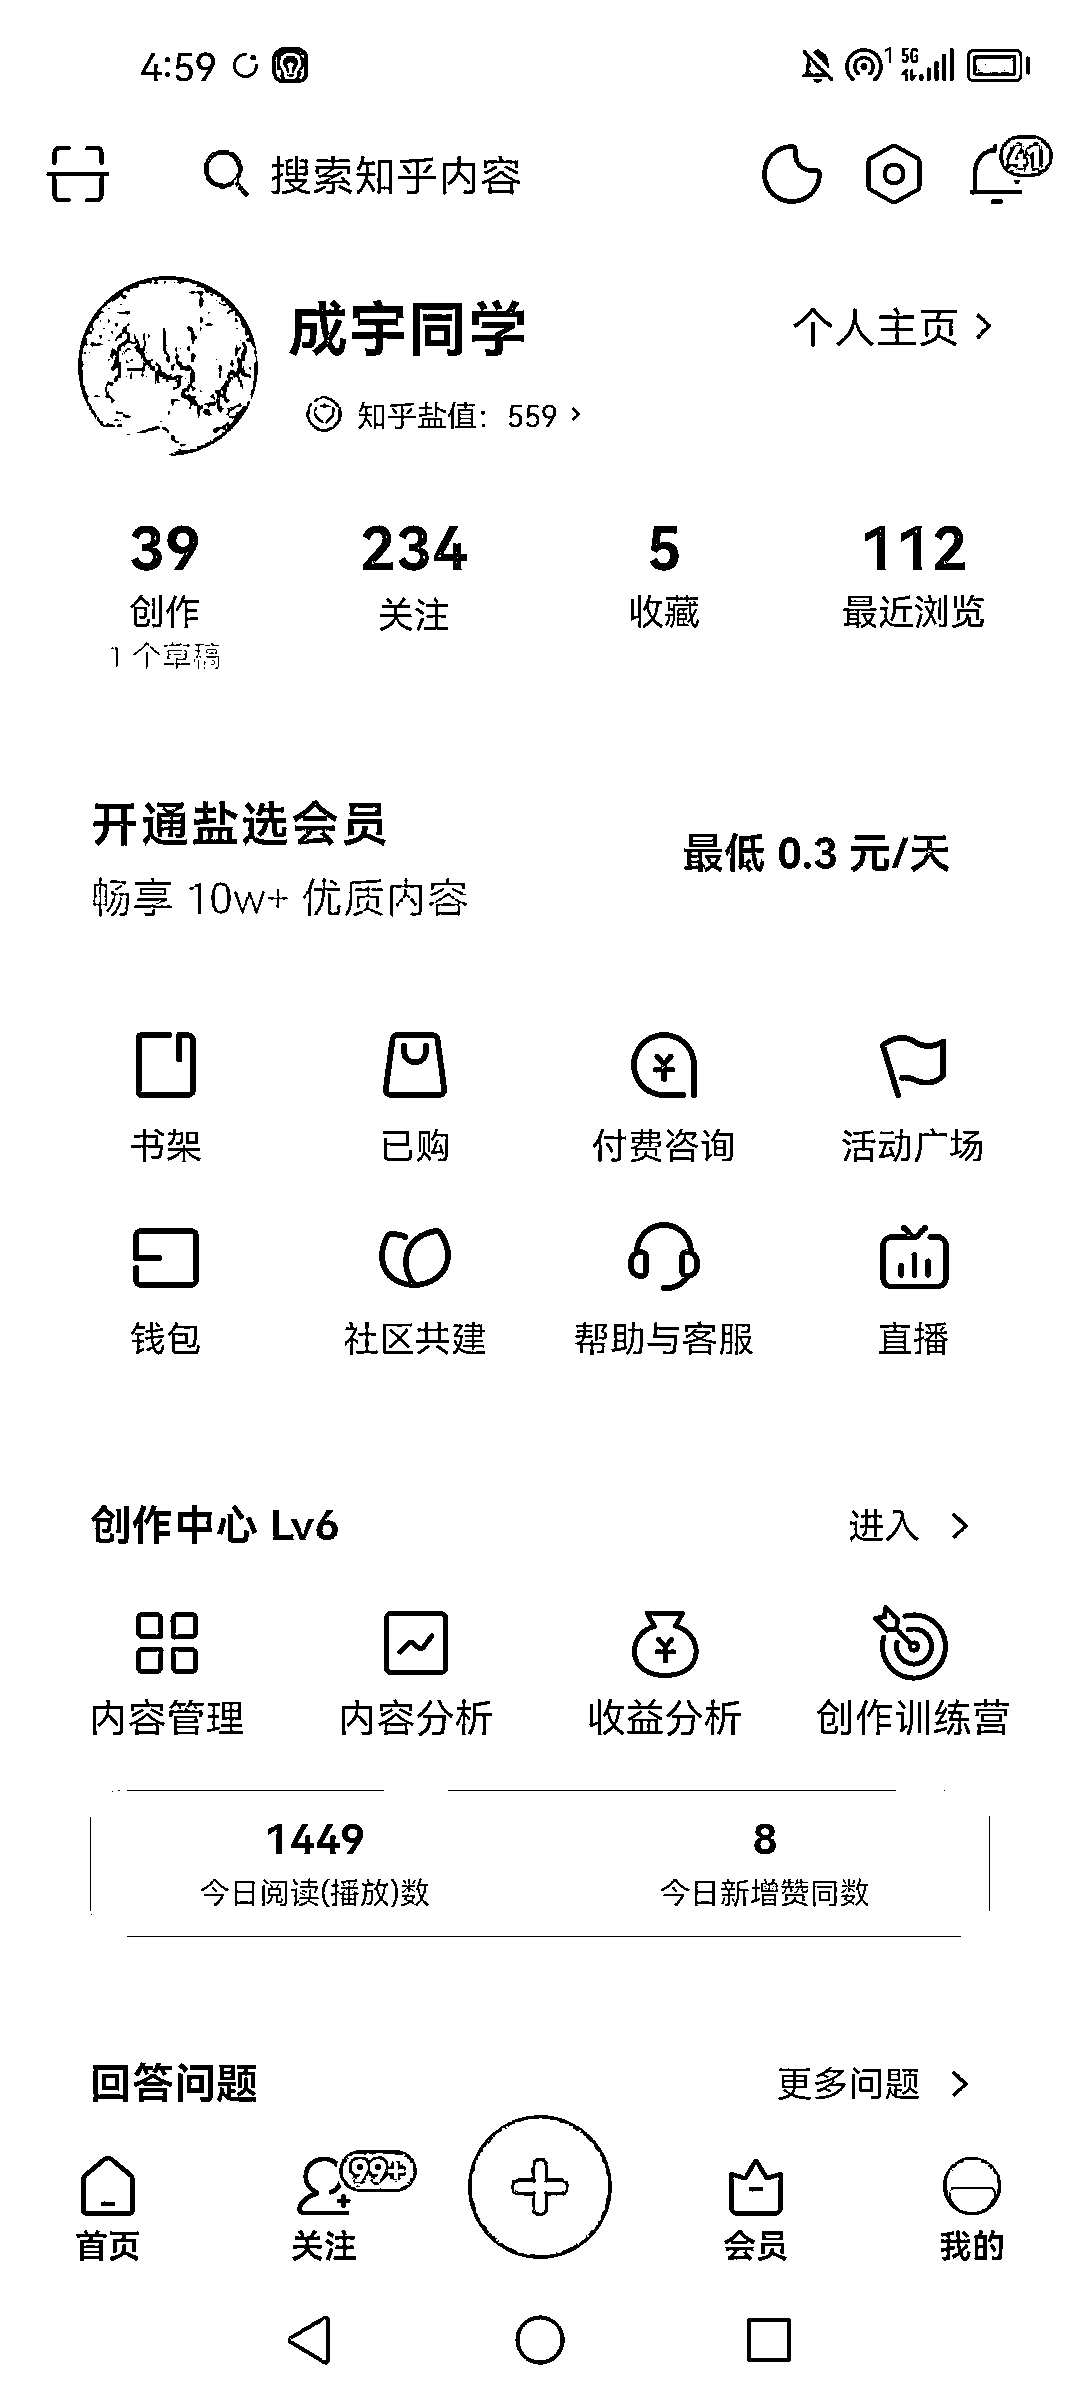 4:59
1 5G
搜索知乎内容
41
成宇同学
个人主页
知乎盐值：559
39 234 5 112
创作 关注 收藏 最近浏览
1 个草稿
开通盐选会员
最低 0.3 元/天
畅享 10w+ 优质内容
书架 已购 付费咨询 活动广场
钱包 社区共建 帮助与客服 直播
创作中心 Lv6 进入
内容管理 内容分析 收益分析 创作训练营
1449 8
今日阅读(播放)数 今日新增赞同数
回答问题 更多问题
99+
首页 关注 会员 我的